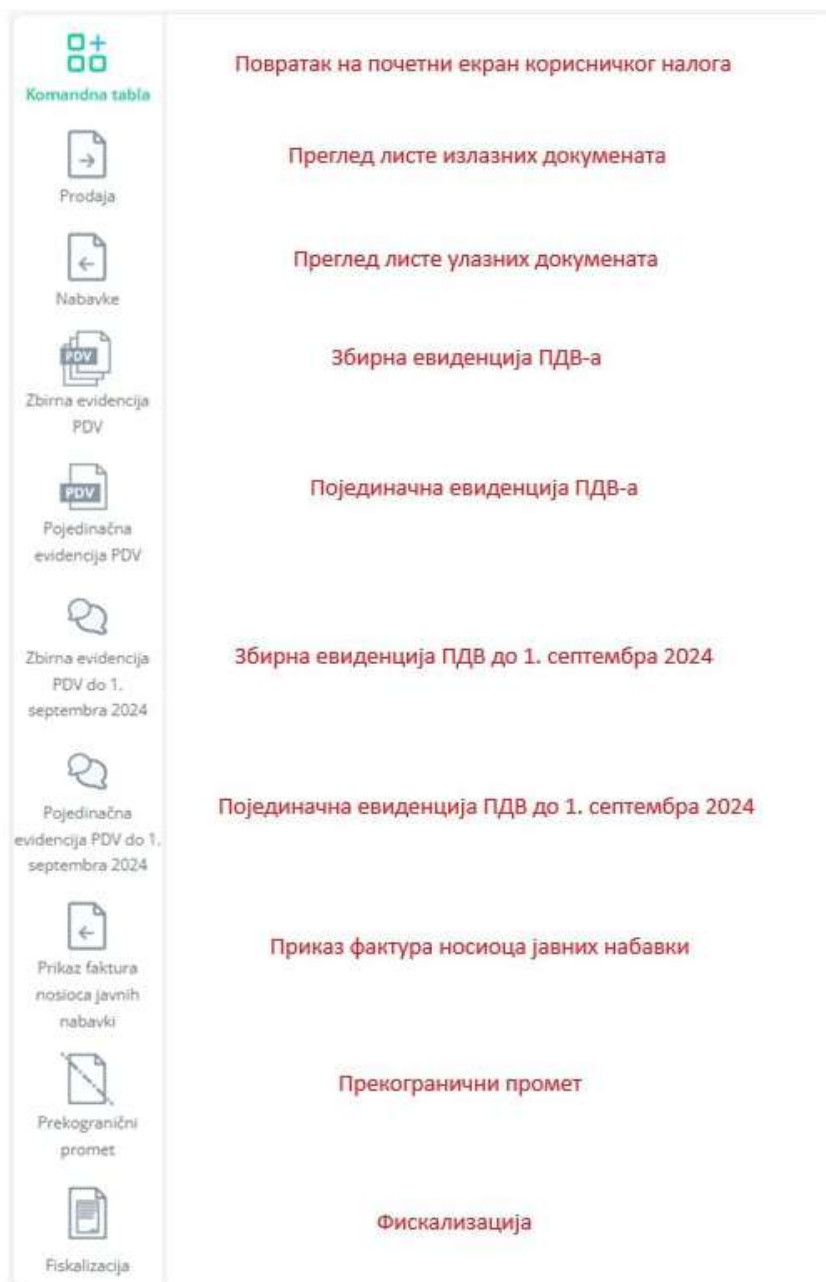 Komandna tabla
Повратак на почетни екран корисничког налога
Prodaja
Преглед листе излазних докумената
Nabavke
Преглед листе улазних докумената
PDV
Zbirna evidencija
PDV
Збирна евиденција ПДВ-а
PDV
Pojedinačna
evidencija PDV
Појединачна евиденција ПДВ-а
Zbirna evidencija
PDV do 1.
septembra 2024
Збирна евиденција ПДВ до 1. септембра 2024
Pojedinačna
evidencija PDV do 1.
septembra 2024
Појединачна евиденција ПДВ до 1. септембра 2024
Prikaz faktura
nosioca javnih
nabavki
Приказ фактура носиоца јавних набавки
Prekogranični
promet
Прекогранични промет
Fiskalizacija
Фискализација